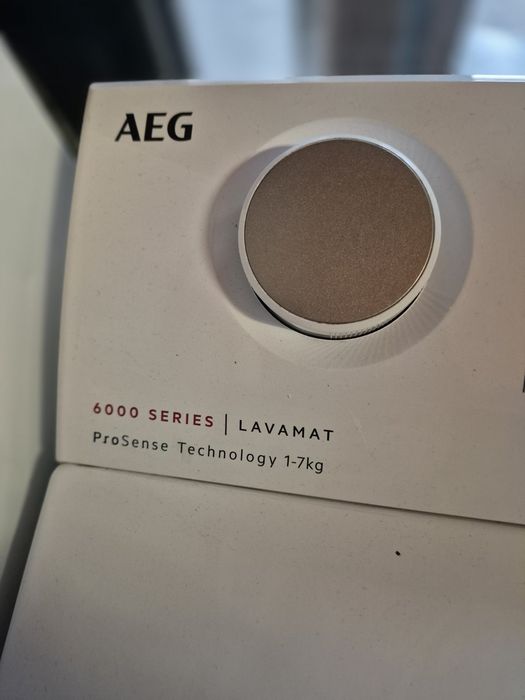 AEG
6000 SERIES | LAVAMAT
ProSense Technology 1-7kg